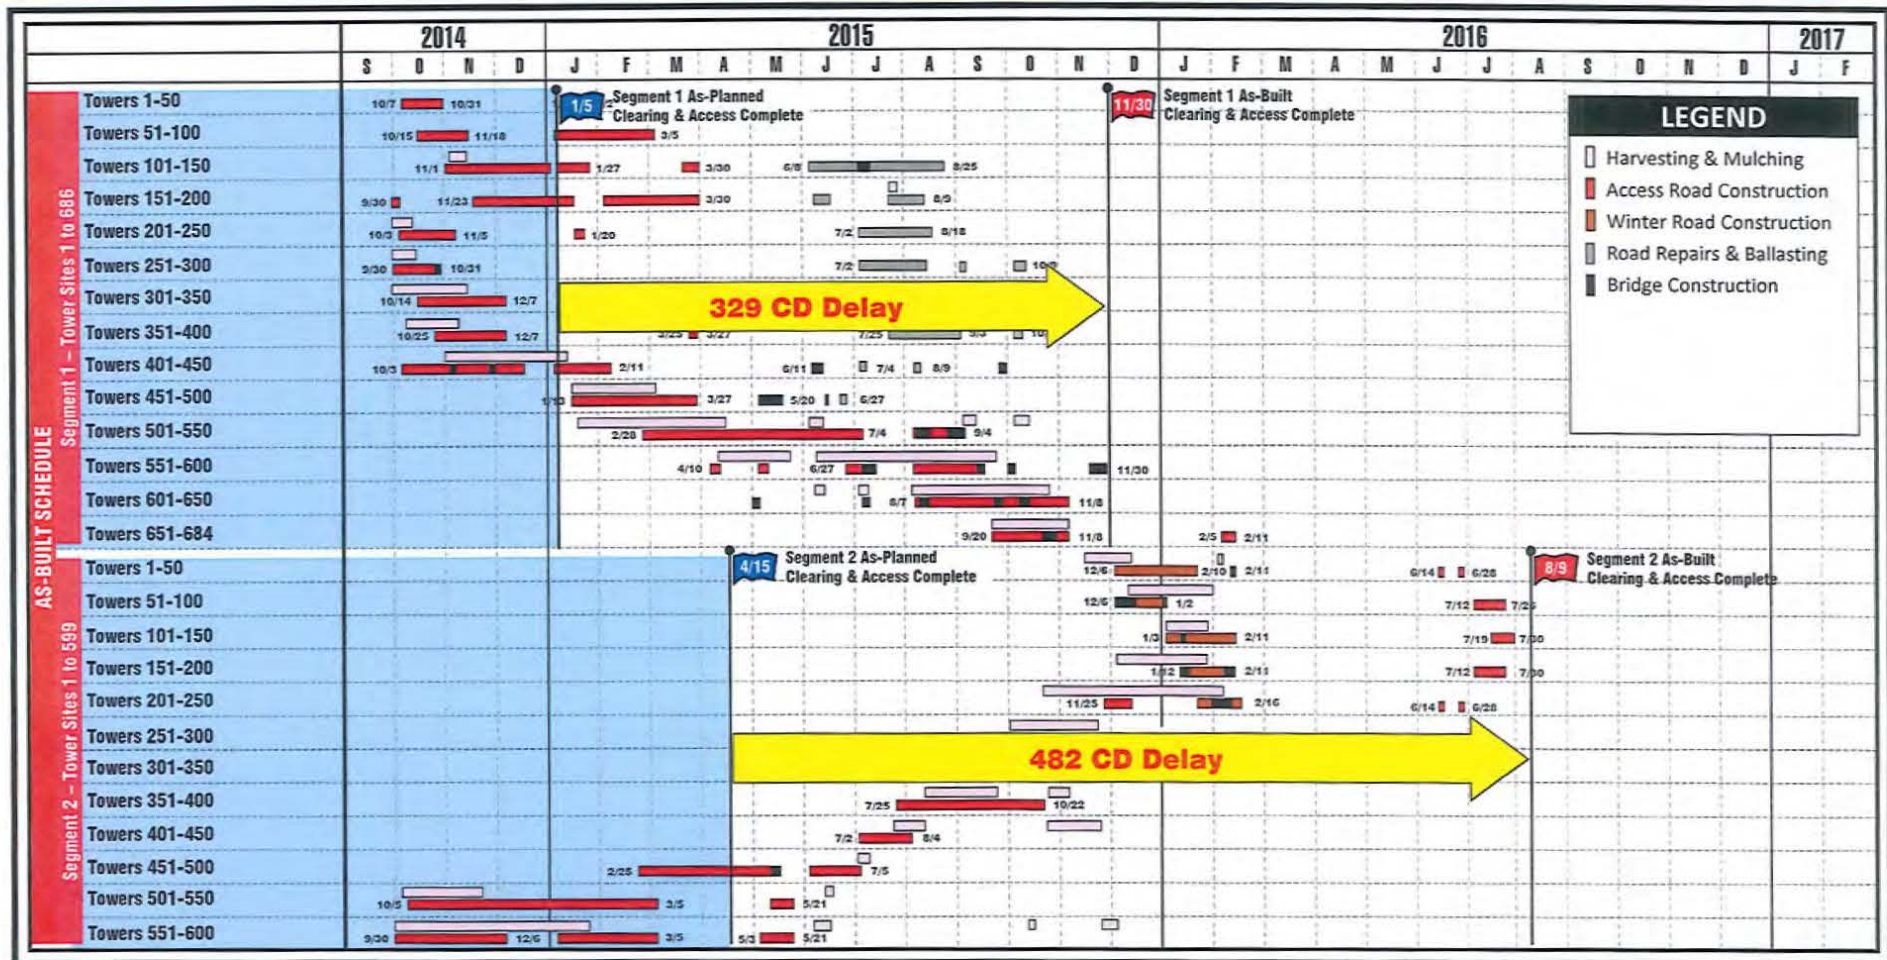 2014 2015 2016 2017
S O N D J F M A M J J A S O N D J F M A M J J A S O N D J F
AS-BUILT SCHEDULE
Segment 1 – Tower Sites 1 to 686
Towers 1-50 10/7 10/31
1/5 Segment 1 As-Planned
Clearing & Access Complete
11/30 Segment 1 As-Built
Clearing & Access Complete
Towers 51-100 10/15 11/18 3/5
Towers 101-150 11/1 1/27 3/30 6/8 8/25
Towers 151-200 9/30 11/23 3/30 8/9
Towers 201-250 10/3 11/5 1/20 7/2 8/18
Towers 251-300 9/30 10/31 7/2
Towers 301-350 10/14 12/7
329 CD Delay
Towers 351-400 10/25 12/7 3/25 3/27 7/25 9/3
Towers 401-450 10/3 2/11 6/11 7/4 8/9
Towers 451-500 1/13 3/27 5/20 6/27
Towers 501-550 2/28 7/4 9/4
Towers 551-600 4/10 6/27 11/30
Towers 601-650 8/7 11/8
Towers 651-684 9/20 11/8 2/5 2/11
Segment 2 – Tower Sites 1 to 599
4/15 Segment 2 As-Planned
Clearing & Access Complete
8/9 Segment 2 As-Built
Clearing & Access Complete
Towers 1-50 12/6 2/10 2/11 6/14 6/28
Towers 51-100 12/6 1/2 7/12
Towers 101-150 1/3 2/11 7/19 7/30
Towers 151-200 1/12 2/11 7/12 7/30
Towers 201-250 11/25 2/16 6/14 6/28
Towers 251-300
482 CD Delay
Towers 301-350
Towers 351-400 7/25 10/22
Towers 401-450 7/2 8/4
Towers 451-500 2/25 7/5
Towers 501-550 10/5 3/5 5/21
Towers 551-600 9/30 12/6 3/5 5/3 5/21
LEGEND
Harvesting & Mulching
Access Road Construction
Winter Road Construction
Road Repairs & Ballasting
Bridge Construction